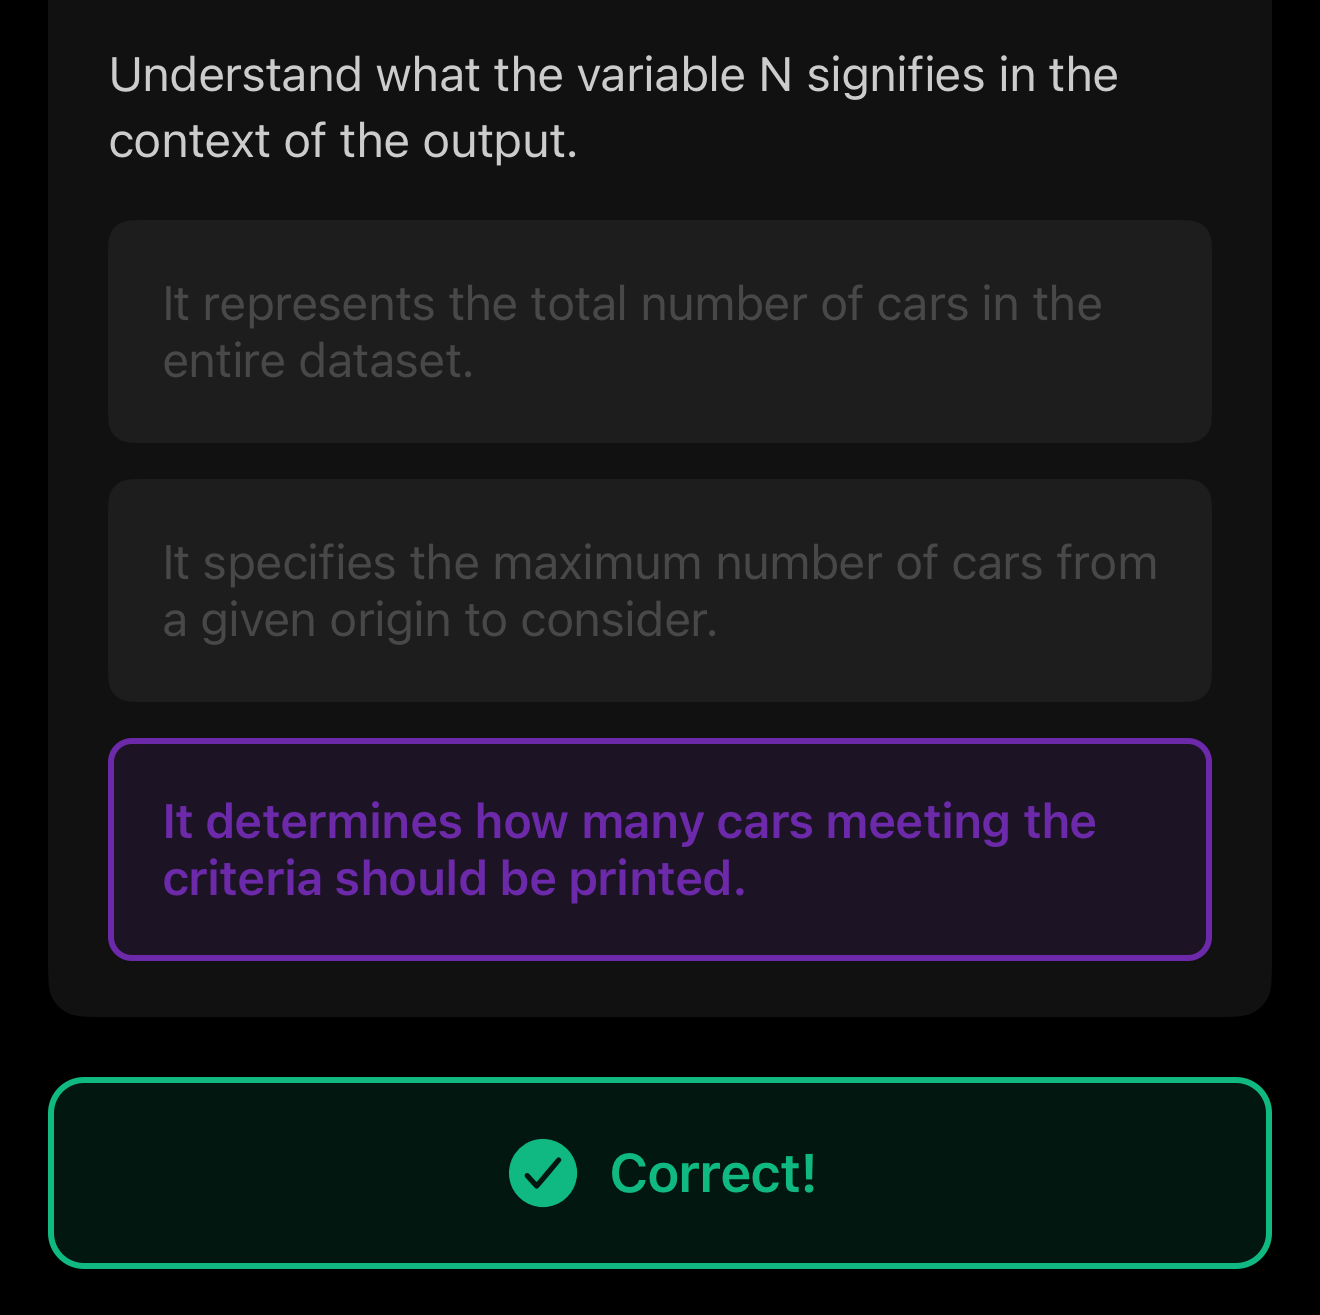 Understand what the variable N signifies in the
context of the output.
It represents the total number of cars in the
entire dataset.
It specifies the maximum number of cars from
a given origin to consider.
It determines how many cars meeting the
criteria should be printed.
Correct!